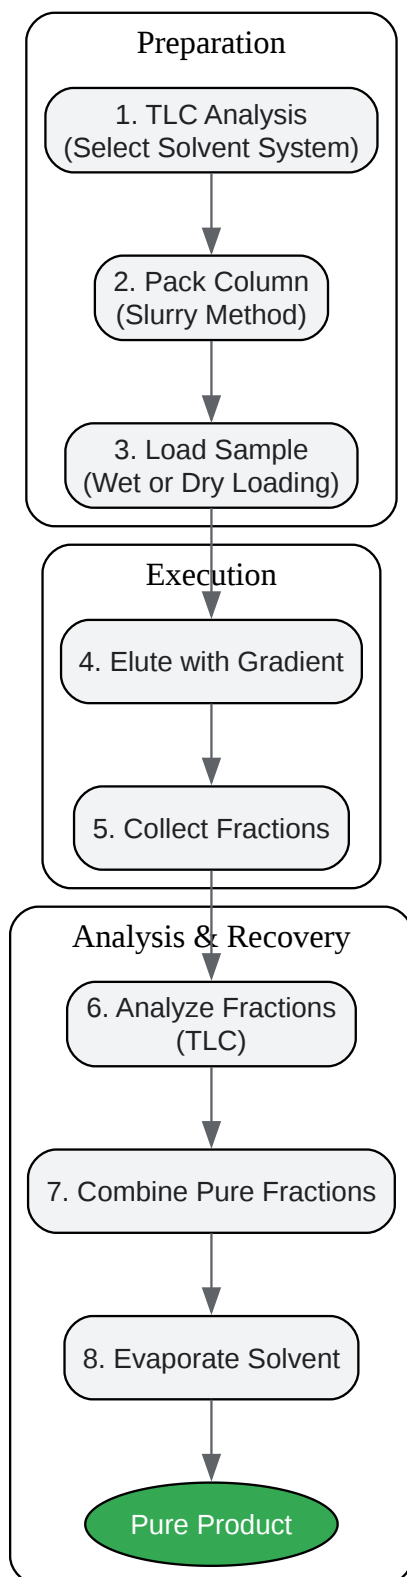 Preparation
1. TLC Analysis
(Select Solvent System)
2. Pack Column
(Slurry Method)
3. Load Sample
(Wet or Dry Loading)
Execution
4. Elute with Gradient
5. Collect Fractions
Analysis & Recovery
6. Analyze Fractions
(TLC)
7. Combine Pure Fractions
8. Evaporate Solvent
Pure Product